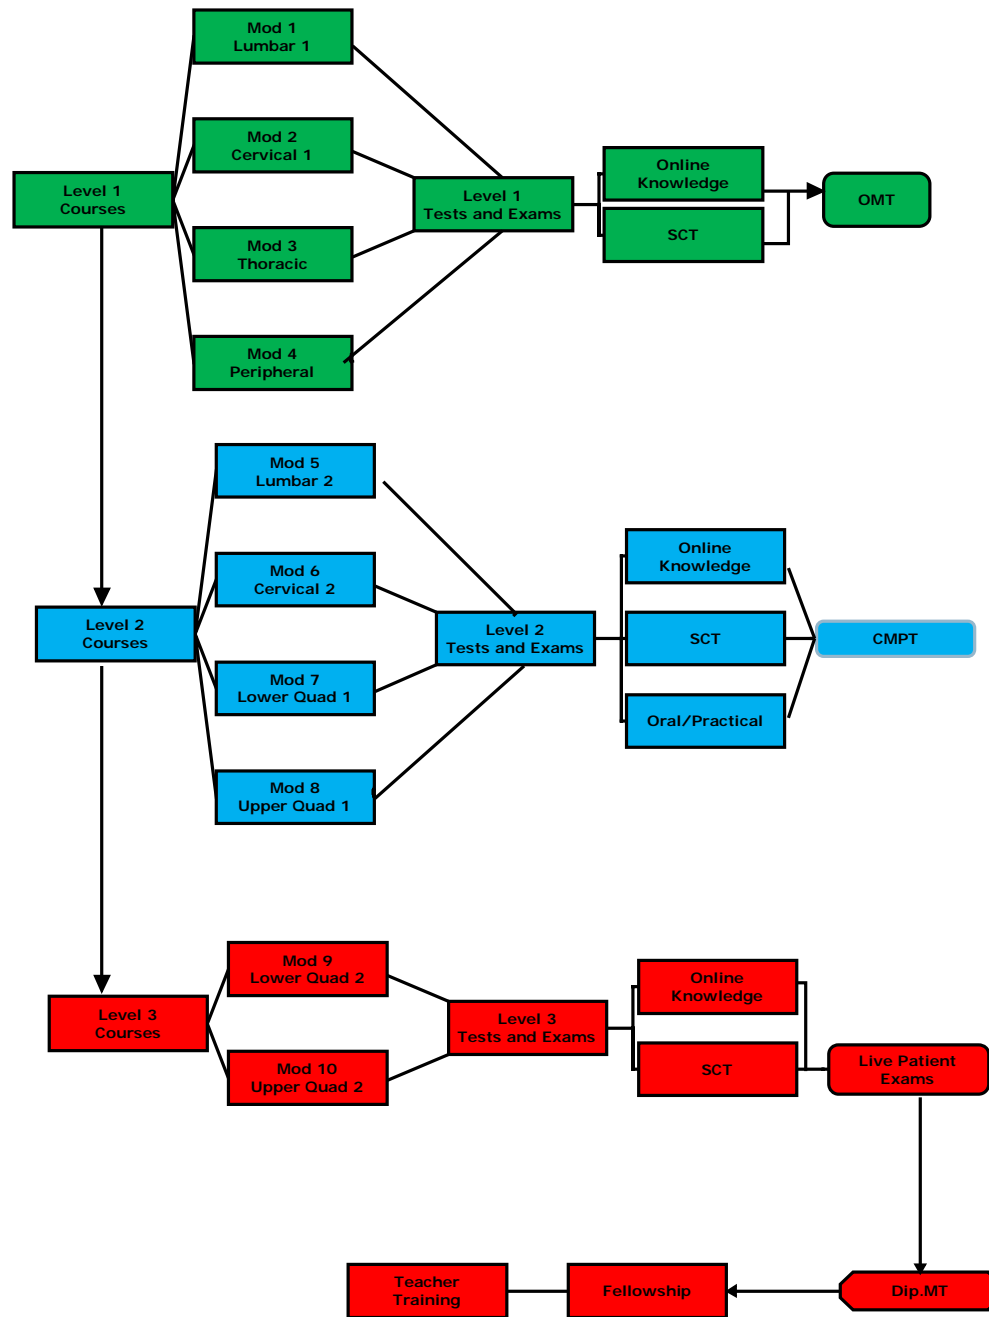 Mod 1
Lumbar 1
Mod 2
Cervical 1
Level 1
Courses
Mod 3
Thoracic
Mod 4
Peripheral
Level 1
Tests and Exams
Online
Knowledge
SCT
OMT
Mod 5
Lumbar 2
Mod 6
Cervical 2
Level 2
Courses
Mod 7
Lower Quad 1
Mod 8
Upper Quad 1
Level 2
Tests and Exams
Online
Knowledge
SCT
Oral/Practical
CMPT
Mod 9
Lower Quad 2
Level 3
Courses
Mod 10
Upper Quad 2
Level 3
Tests and Exams
Online
Knowledge
SCT
Live Patient
Exams
Teacher
Training
Fellowship
Dip.MT